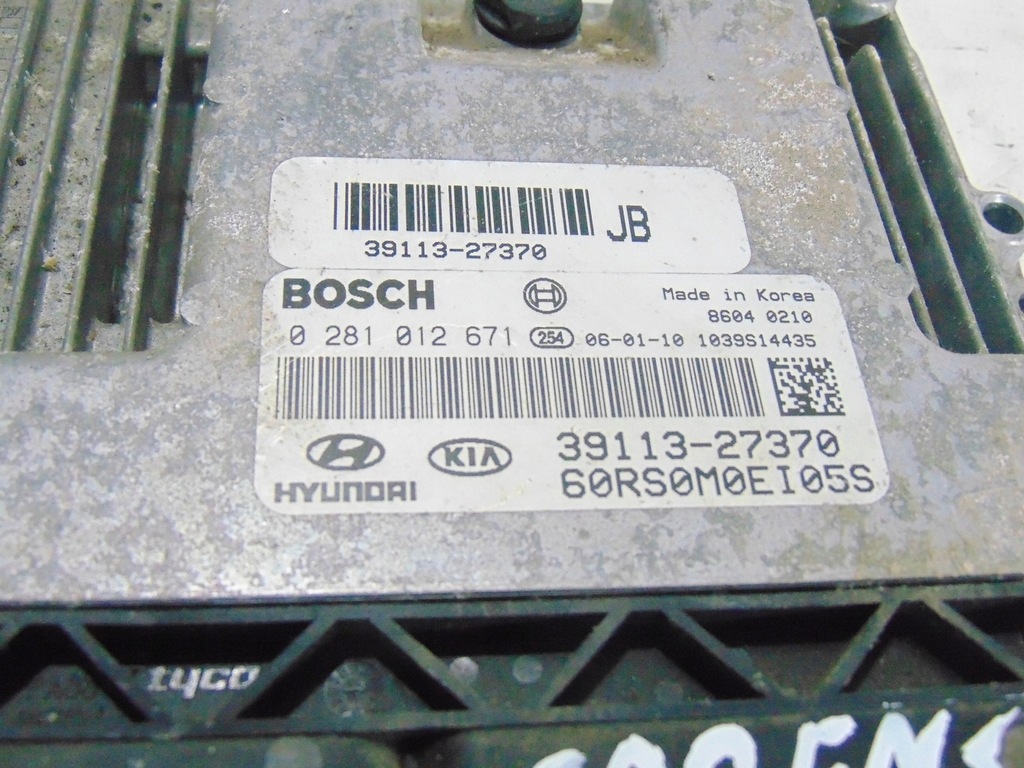 JB
39113-27370
BOSCH
Made in Korea
8604 0210
0 281 012 671 254 06-01-10 1039S14435
HYUNDAI KIA 39113-27370
60RS0M0EI05S
tyco